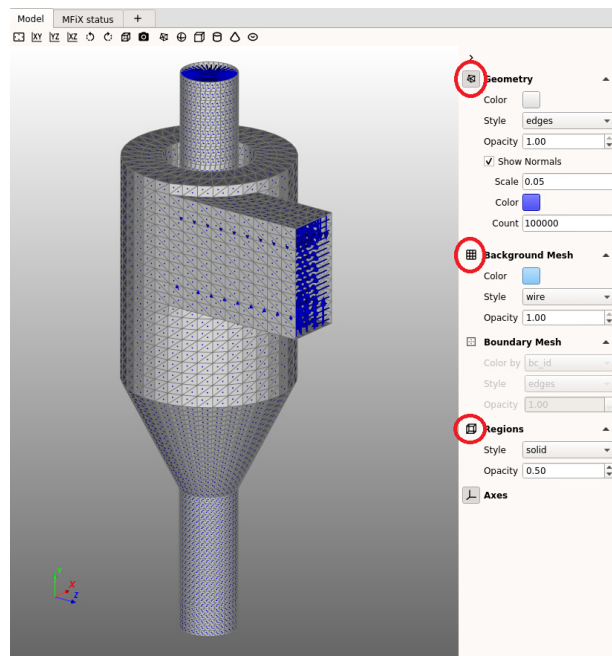 Model MFiX status +
XY YZ XZ
Geometry
Color
Style edges
Opacity 1.00
Show Normals
Scale 0.05
Color
Count 100000
Background Mesh
Color
Style wire
Opacity 1.00
Boundary Mesh
Color by bc_id
Style edges
Opacity 1.00
Regions
Style solid
Opacity 0.50
Axes
Y
X
Z